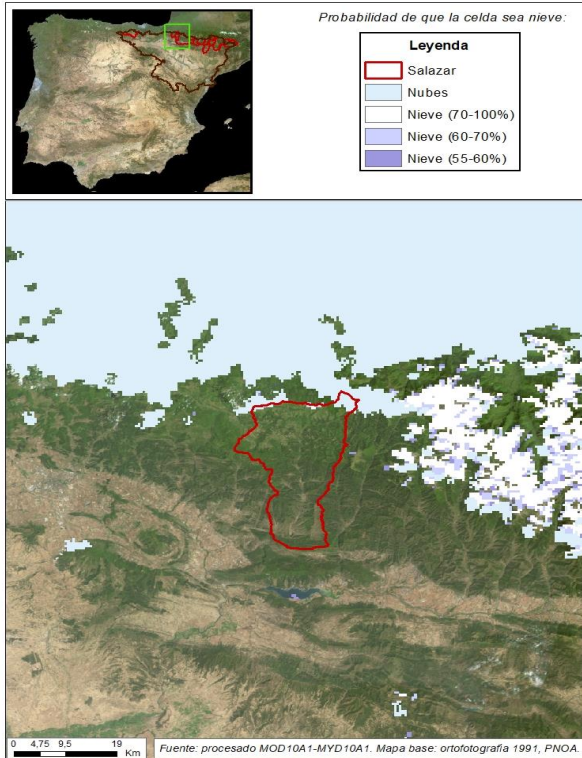 Probabilidad de que la celda sea nieve:
Leyenda
Salazar
Nubes
Nieve (70-100%)
Nieve (60-70%)
Nieve (55-60%)
0 4,75 9,5 19
Km
Fuente: procesado MOD10A1-MYD10A1. Mapa base: ortofotografía 1991, PNOA.